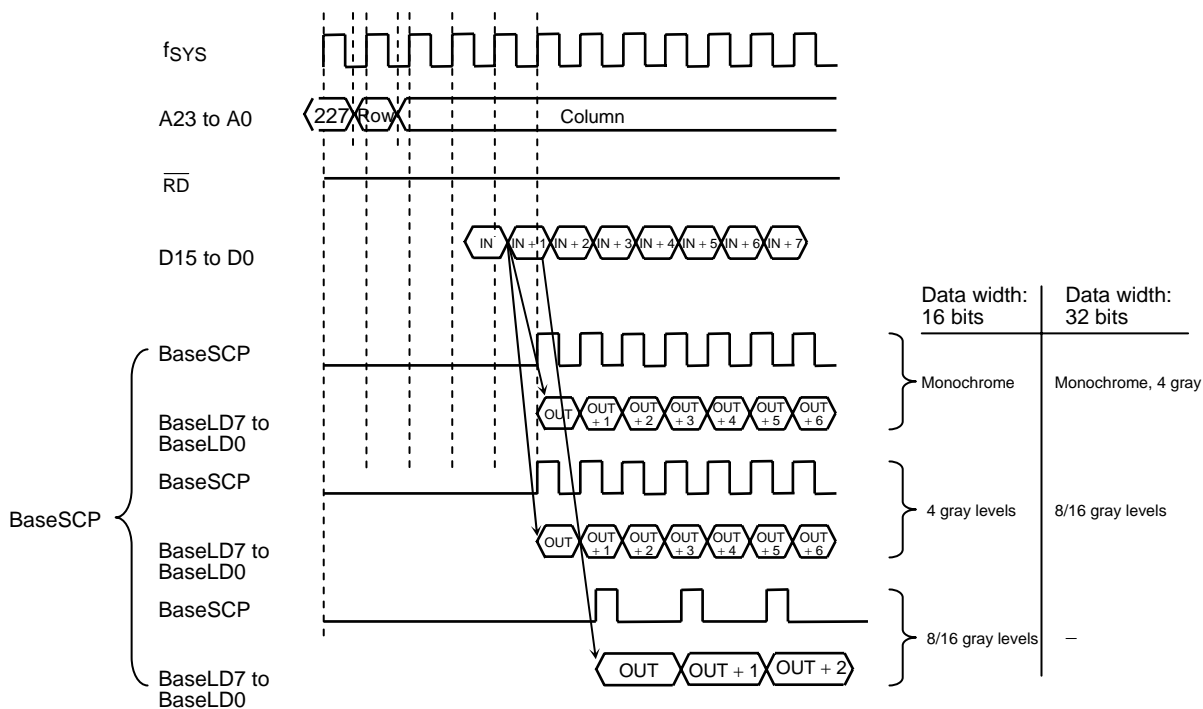 fSYS
A23 to A0
227
Row
Column
RD
D15 to D0
IN
IN + 1
IN + 2
IN + 3
IN + 4
IN + 5
IN + 6
IN + 7
Data width:
16 bits
Data width:
32 bits
BaseSCP
Monochrome
Monochrome, 4 gray
BaseLD7 to
BaseLD0
OUT
OUT
+ 1
OUT
+ 2
OUT
+ 3
OUT
+ 4
OUT
+ 5
OUT
+ 6
BaseSCP
BaseSCP
4 gray levels
8/16 gray levels
BaseLD7 to
BaseLD0
OUT
OUT
+ 1
OUT
+ 2
OUT
+ 3
OUT
+ 4
OUT
+ 5
OUT
+ 6
BaseSCP
8/16 gray levels
–
BaseLD7 to
BaseLD0
OUT
OUT + 1
OUT + 2